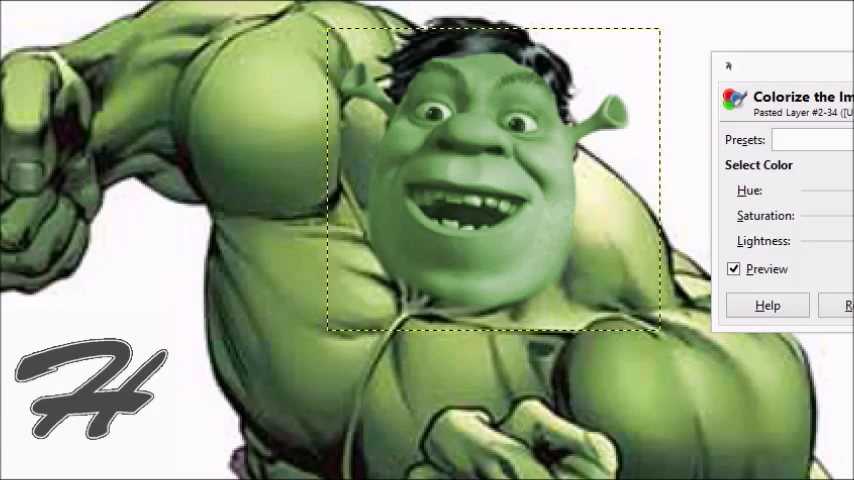 Colorize the Im
Pasted Layer #2-34 ([U
Presets:
Select Color
Hue:
Saturation:
Lightness:
Preview
Help
R
H